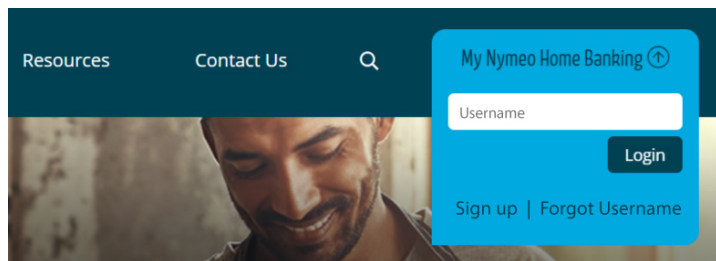 Resources
Contact Us
My Nymeo Home Banking
Username
Login
Sign up | Forgot Username